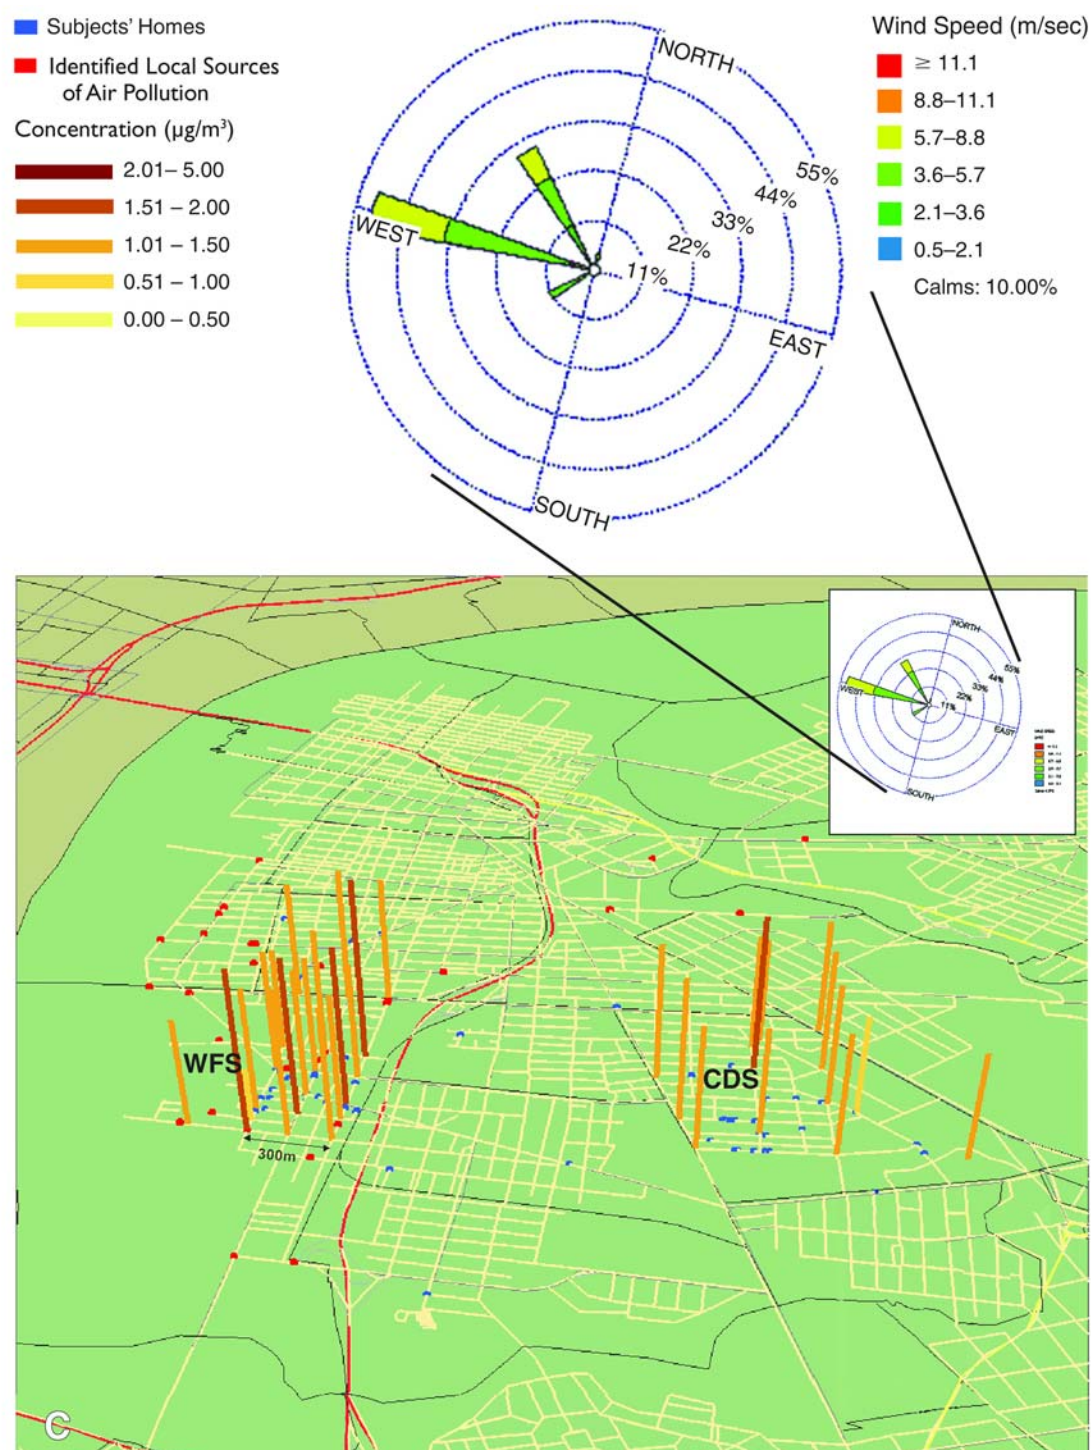 Subjects' Homes
Identified Local Sources
of Air Pollution
Concentration (µg/m³)
2.01– 5.00
1.51 – 2.00
1.01 – 1.50
0.51 – 1.00
0.00 – 0.50
NORTH
55%
44%
33%
22%
11%
WEST
EAST
SOUTH
Wind Speed (m/sec)
≥ 11.1
8.8–11.1
5.7–8.8
3.6–5.7
2.1–3.6
0.5–2.1
Calms: 10.00%
NORTH
55%
44%
33%
22%
11%
WEST
EAST
SOUTH
WFS
CDS
300m
C